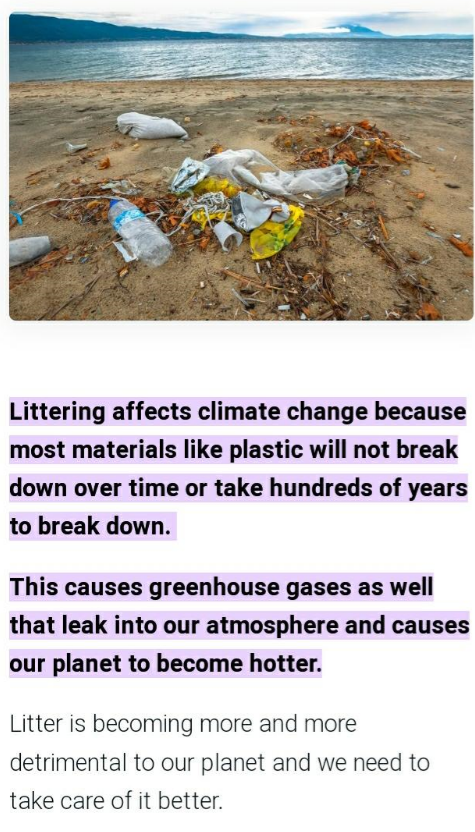 Littering affects climate change because
most materials like plastic will not break
down over time or take hundreds of years
to break down.
This causes greenhouse gases as well
that leak into our atmosphere and causes
our planet to become hotter.
Litter is becoming more and more
detrimental to our planet and we need to
take care of it better.